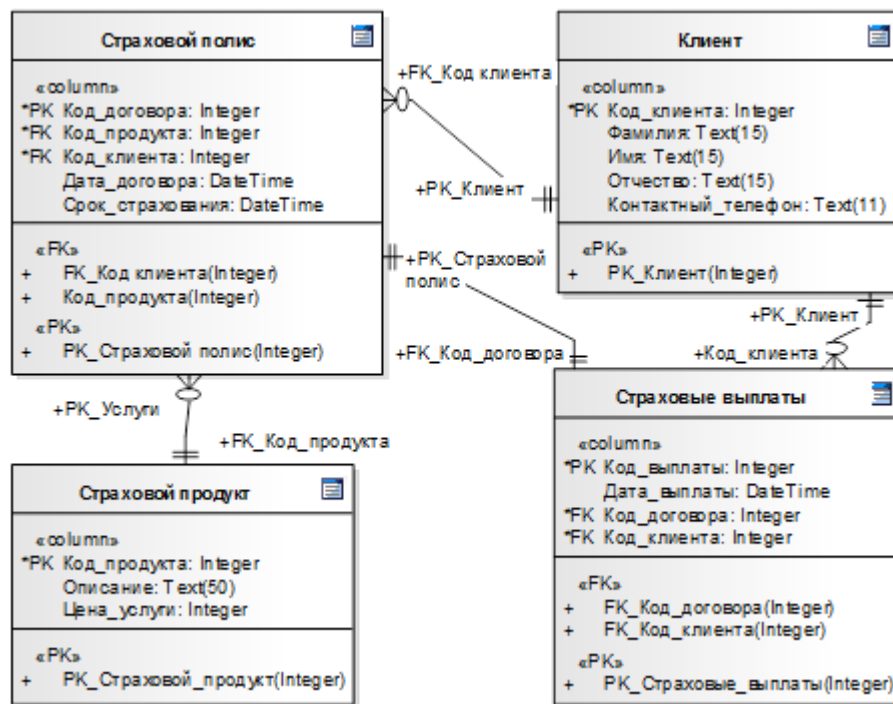 Страховой полис
«column»
*PK Код_договора: Integer
*FK Код_продукта: Integer
*FK Код_клиента: Integer
Дата_договора: DateTime
Срок_страхования: DateTime
«FK»
+ FK_Код клиента(Integer)
+ Код_продукта(Integer)
«PK»
+ PK_Страховой полис(Integer)
+FK_Код клиента
+PK_Клиент
Клиент
«column»
*PK Код_клиента: Integer
Фамилия: Text(15)
Имя: Text(15)
Отчество: Text(15)
Контактный_телефон: Text(11)
«PK»
+ PK_Клиент(Integer)
+PK_Страховой
полис
+FK_Код_договора
+PK_Клиент
+Код_клиента
+PK_Услуги
+FK_Код_продукта
Страховой продукт
«column»
*PK Код_продукта: Integer
Описание: Text(50)
Цена_услуги: Integer
«PK»
+ PK_Страховой_продукт(Integer)
Страховые выплаты
«column»
*PK Код_выплаты: Integer
Дата_выплаты: DateTime
*FK Код_договора: Integer
*FK Код_клиента: Integer
«FK»
+ FK_Код_договора(Integer)
+ FK_Код_клиента(Integer)
«PK»
+ PK_Страховые_выплаты(Integer)